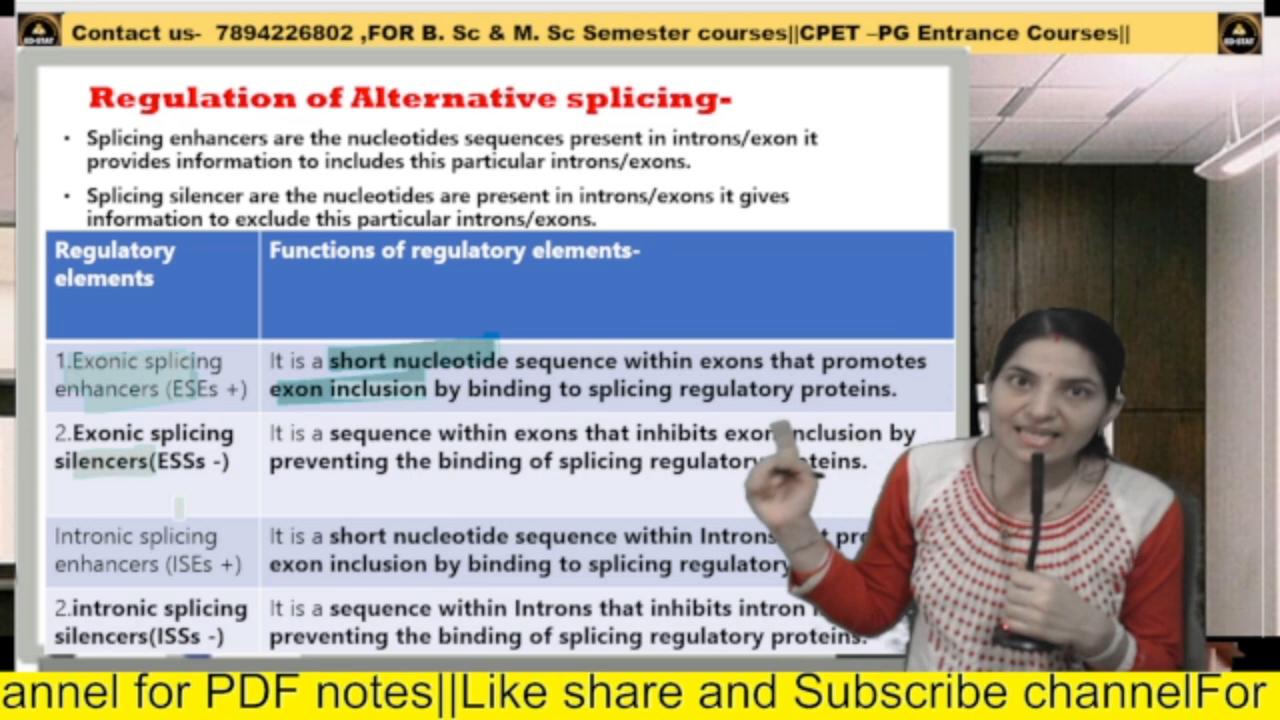 Contact us- 7894226802 ,FOR B. Sc & M. Sc Semester courses||CPET –PG Entrance Courses||
ED-STAT
ED-STAT
Regulation of Alternative splicing-
• Splicing enhancers are the nucleotides sequences present in introns/exon it
provides information to includes this particular introns/exons.
• Splicing silencer are the nucleotides are present in introns/exons it gives
information to exclude this particular introns/exons.
Regulatory
elements
Functions of regulatory elements-
1.Exonic splicing
enhancers (ESEs +)
It is a short nucleotide sequence within exons that promotes
exon inclusion by binding to splicing regulatory proteins.
2.Exonic splicing
silencers(ESSs -)
It is a sequence within exons that inhibits exon inclusion by
preventing the binding of splicing regulatory proteins.
Intronic splicing
enhancers (ISEs +)
It is a short nucleotide sequence within Introns
exon inclusion by binding to splicing regulatory
2.intronic splicing
silencers(ISSs -)
It is a sequence within Introns that inhibits intron
preventing the binding of splicing regulatory proteins.
annel for PDF notes||Like share and Subscribe channelFor